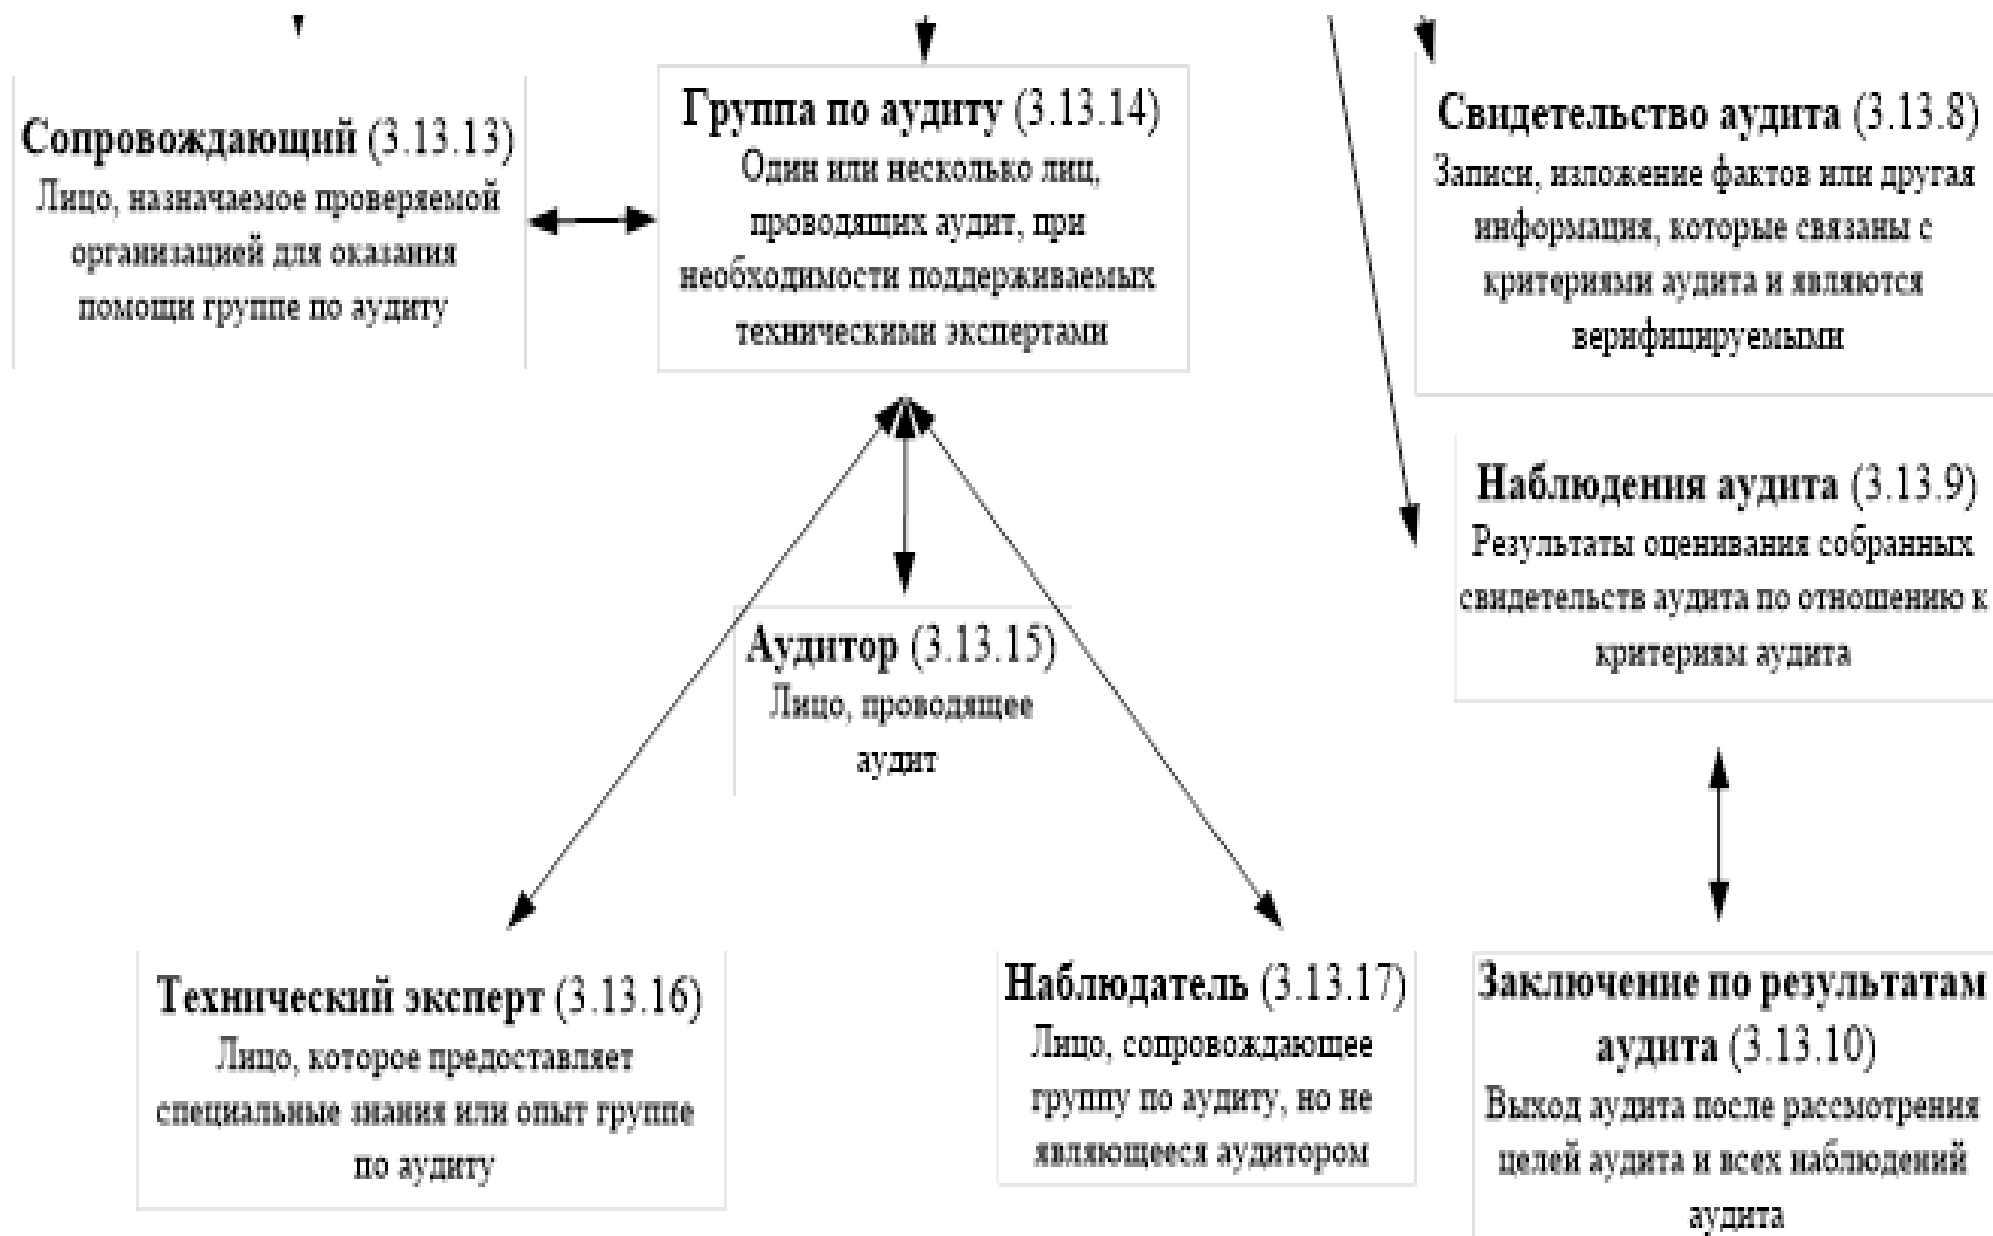 Сопровождающий (3.13.13)
Лицо, назначаемое проверяемой
организацией для оказания
помощи группе по аудиту
Группа по аудиту (3.13.14)
Один или несколько лиц,
проводящих аудит, при
необходимости поддерживаемых
техническими экспертами
Свидетельство аудита (3.13.8)
Записи, изложение фактов или другая
информация, которые связаны с
критериями аудита и являются
верифицируемыми
Наблюдения аудита (3.13.9)
Результаты оценивания собранных
свидетельств аудита по отношению к
критериям аудита
Аудитор (3.13.15)
Лицо, проводящее
аудит
Технический эксперт (3.13.16)
Лицо, которое предоставляет
специальные знания или опыт группе
по аудиту
Наблюдатель (3.13.17)
Лицо, сопровождающее
группу по аудиту, но не
являющееся аудитором
Заключение по результатам
аудита (3.13.10)
Выход аудита после рассмотрения
целей аудита и всех наблюдений
аудита